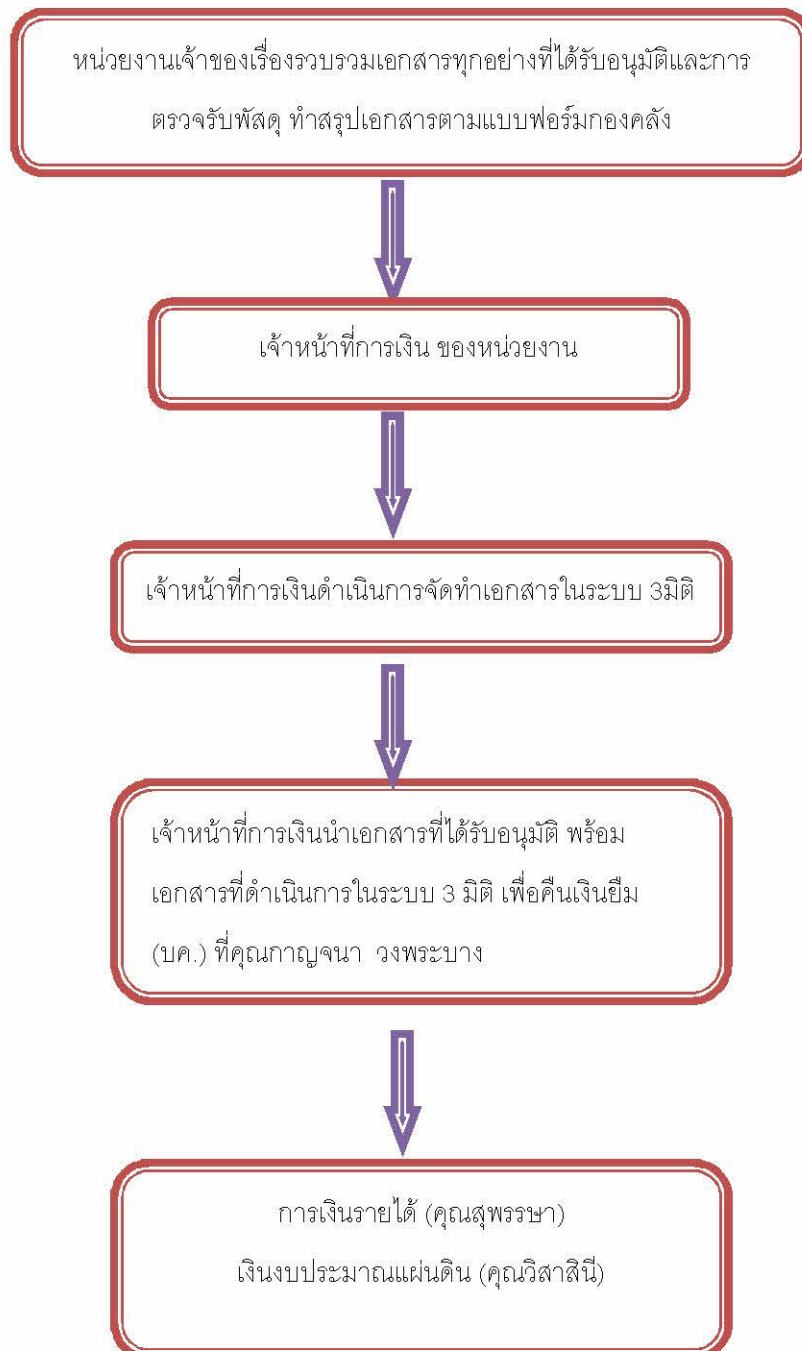 หน่วยงานเจ้าของเรื่องรวบรวมเอกสารทุกอย่างที่ได้รับอนุมัติและการ
ตรวจรับพัสดุ ทำสรุปเอกสารตามแบบฟอร์มกองคลัง
เจ้าหน้าที่การเงิน ของหน่วยงาน
เจ้าหน้าที่การเงินดำเนินการจัดทำเอกสารในระบบ 3มิติ
เจ้าหน้าที่การเงินนำเอกสารที่ได้รับอนุมัติ พร้อม
เอกสารที่ดำเนินการในระบบ 3 มิติ เพื่อคืนเงินยืม
(บค.) ที่คุณกาญจนา วงพระบาง
การเงินรายได้ (คุณสุพรรษา)
เงินงบประมาณแผ่นดิน (คุณวิสาสินี)